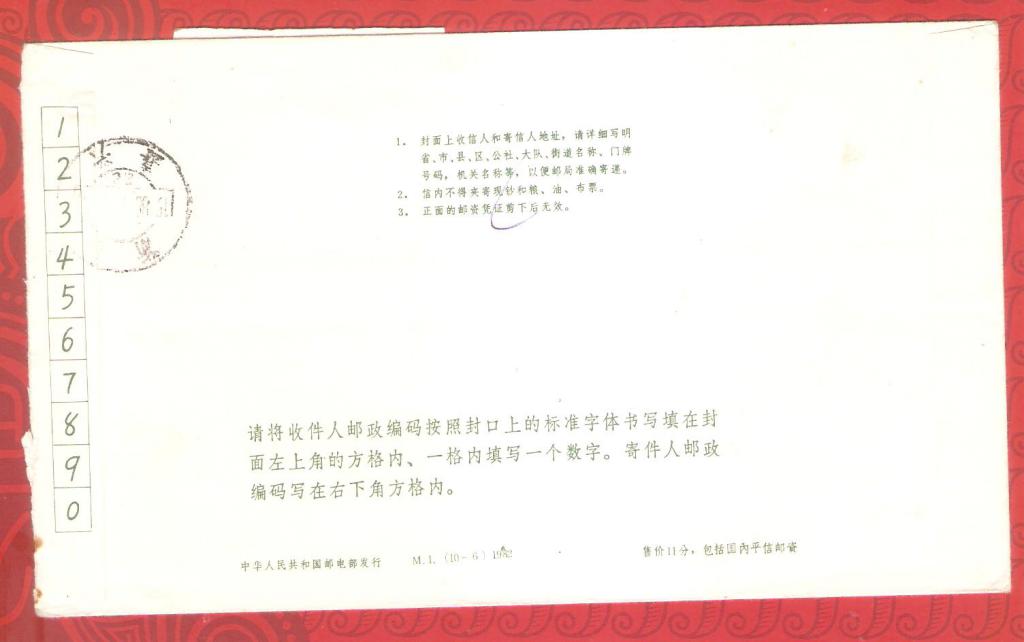 1
2
3
4
5
6
7
8
9
0
1. 封面上收信人和寄信人地址,请详细写明
省、市、县、区、公社、大队、街道名称、门牌
号码,机关名称等,以便邮局准确寄递。
2. 信内不得夹寄现钞和粮、油、布票。
3. 正面的邮资凭证剪下后无效。
请将收件人邮政编码按照封口上的标准字体书写填在封
面左上角的方格内、一格内填写一个数字。寄件人邮政
编码写在右下角方格内。
中华人民共和国邮电部发行 M.I. (10-6) 1982 售价11分,包括国内平信邮资